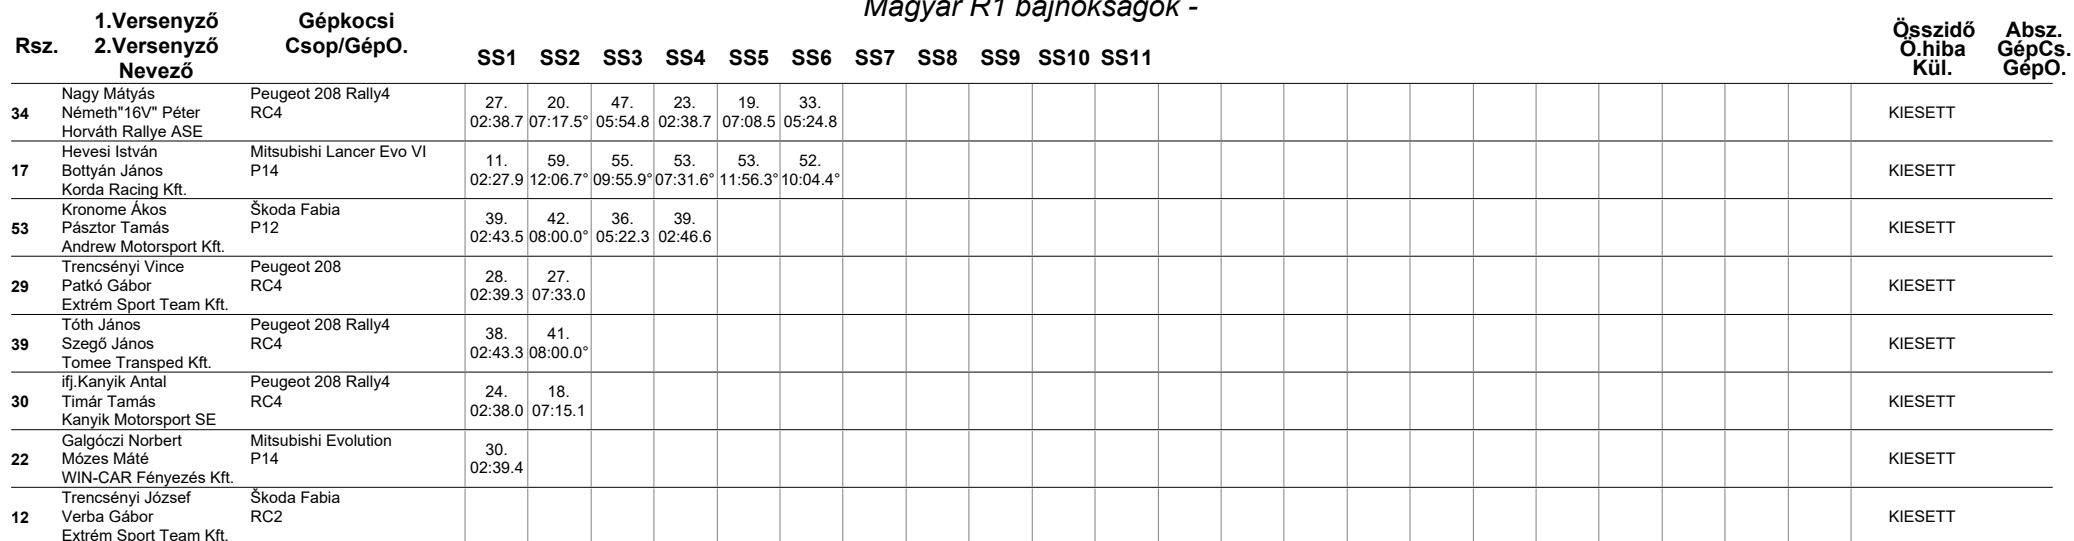 Magyar R1 bajnokságok -
Rsz. 1.Versenyző 2.Versenyző Nevező Gépkocsi Csop/GépO. SS1 SS2 SS3 SS4 SS5 SS6 SS7 SS8 SS9 SS10 SS11 Összidő Ö.hiba Kül. Absz. GépCs. GépO.
Nagy Mátyás Peugeot 208 Rally4
27. 20. 47. 23. 19. 33.
34 Németh"16V" Péter RC4 KIESETT
02:38.7 07:17.5° 05:54.8 02:38.7 07:08.5 05:24.8
Horváth Rallye ASE
Hevesi István Mitsubishi Lancer Evo VI
11. 59. 55. 53. 53. 52.
17 Bottyán János P14 KIESETT
02:27.9 12:06.7° 09:55.9° 07:31.6° 11:56.3° 10:04.4°
Korda Racing Kft.
Kronome Ákos Škoda Fabia
39. 42. 36. 39.
53 Pásztor Tamás P12 KIESETT
02:43.5 08:00.0° 05:22.3 02:46.6
Andrew Motorsport Kft.
Trencsényi Vince Peugeot 208
28. 27.
29 Patkó Gábor RC4 KIESETT
02:39.3 07:33.0
Extrém Sport Team Kft.
Tóth János Peugeot 208 Rally4
38. 41.
39 Szegő János RC4 KIESETT
02:43.3 08:00.0°
Tomee Transped Kft.
ifj.Kanyik Antal Peugeot 208 Rally4
24. 18.
30 Timár Tamás RC4 KIESETT
02:38.0 07:15.1
Kanyik Motorsport SE
Galgóczi Norbert Mitsubishi Evolution
30.
22 Mózes Máté P14 KIESETT
02:39.4
WIN-CAR Fényezés Kft.
Trencsényi József Škoda Fabia
12 Verba Gábor RC2 KIESETT
Extrém Sport Team Kft.